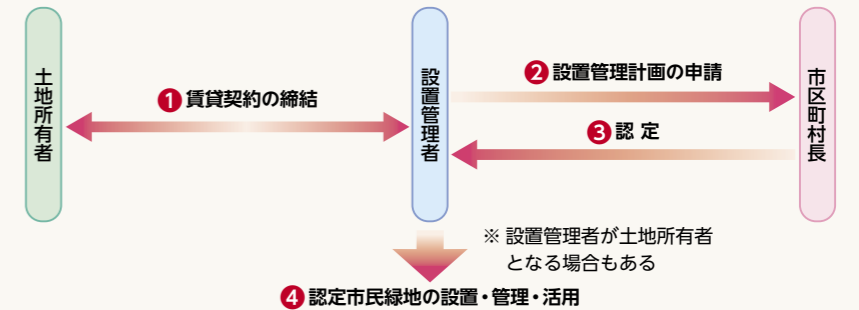 土地所有者
❶ 賃貸契約の締結
設置管理者
❷ 設置管理計画の申請
❸ 認定
市区町村長
※ 設置管理者が土地所有者
となる場合もある
❹ 認定市民緑地の設置・管理・活用